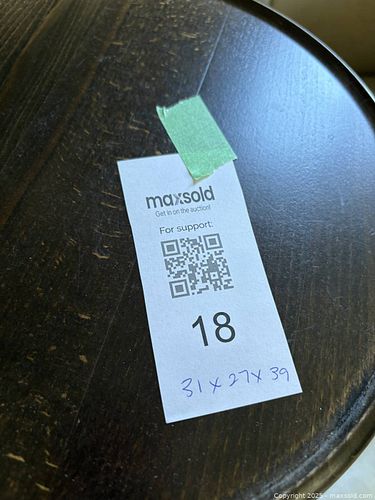 maxsold
Get in on the auction!
For support:
18
31 x 27 x 39
Copyright 2025 - maxsold.com